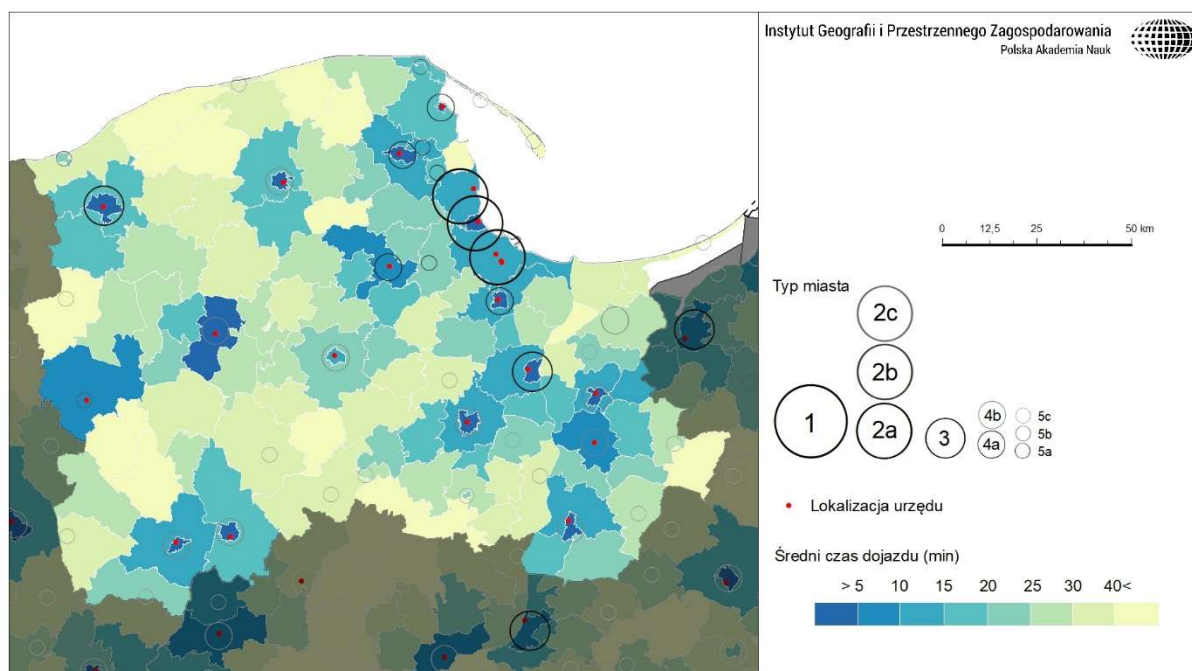 Instytut Geografii i Przestrzennego Zagospodarowania
Polska Akademia Nauk
0 12,5 25 50 km
Typ miasta
2c
2b
1 2a 3 4b 4a 5c 5b 5a
Lokalizacja urzędu
Średni czas dojazdu (min)
> 5 10 15 20 25 30 40<